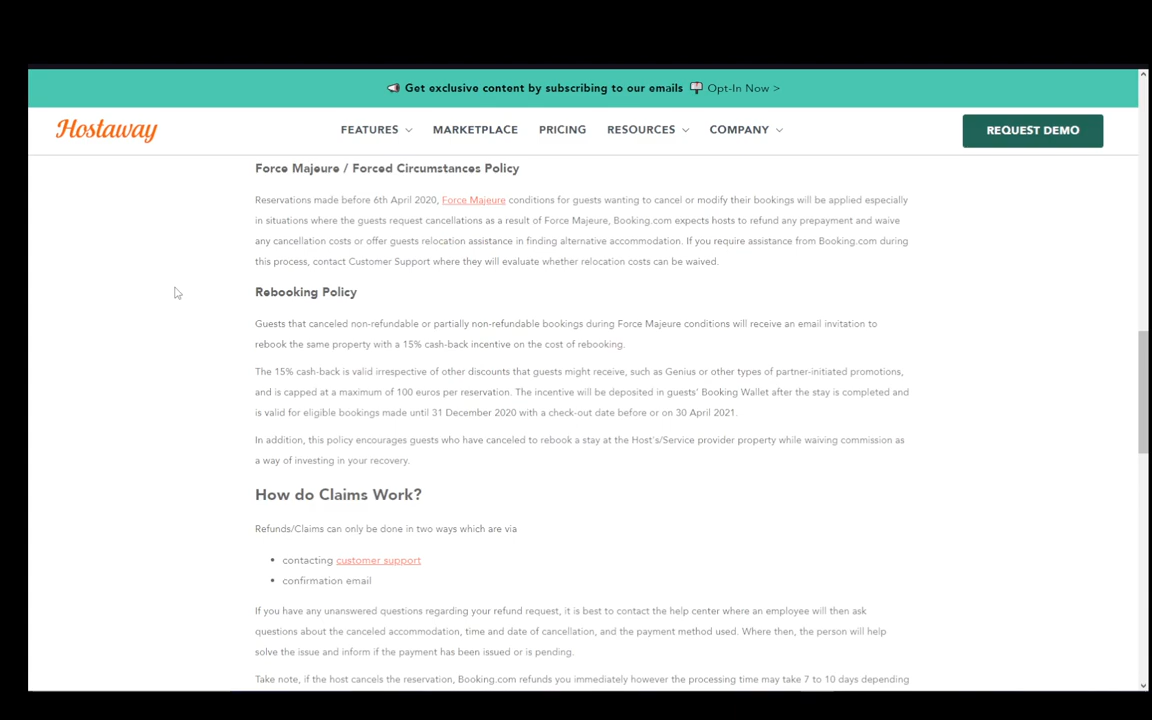 Get exclusive content by subscribing to our emails Opt-In Now >
Hostaway FEATURES MARKETPLACE PRICING RESOURCES COMPANY REQUEST DEMO
Force Majeure / Forced Circumstances Policy
Reservations made before 6th April 2020, Force Majeure conditions for guests wanting to cancel or modify their bookings will be applied especially
in situations where the guests request cancellations as a result of Force Majeure, Booking.com expects hosts to refund any prepayment and waive
any cancellation costs or offer guests relocation assistance in finding alternative accommodation. If you require assistance from Booking.com during
this process, contact Customer Support where they will evaluate whether relocation costs can be waived.
Rebooking Policy
Guests that canceled non-refundable or partially non-refundable bookings during Force Majeure conditions will receive an email invitation to
rebook the same property with a 15% cash-back incentive on the cost of rebooking.
The 15% cash-back is valid irrespective of other discounts that guests might receive, such as Genius or other types of partner-initiated promotions,
and is capped at a maximum of 100 euros per reservation. The incentive will be deposited in guests' Booking Wallet after the stay is completed and
is valid for eligible bookings made until 31 December 2020 with a check-out date before or on 30 April 2021.
In addition, this policy encourages guests who have canceled to rebook a stay at the Host's/Service provider property while waiving commission as
a way of investing in your recovery.
How do Claims Work?
Refunds/Claims can only be done in two ways which are via
• contacting customer support
• confirmation email
If you have any unanswered questions regarding your refund request, it is best to contact the help center where an employee will then ask
questions about the canceled accommodation, time and date of cancellation, and the payment method used. Where then, the person will help
solve the issue and inform if the payment has been issued or is pending.
Take note, if the host cancels the reservation, Booking.com refunds you immediately however the processing time may take 7 to 10 days depending